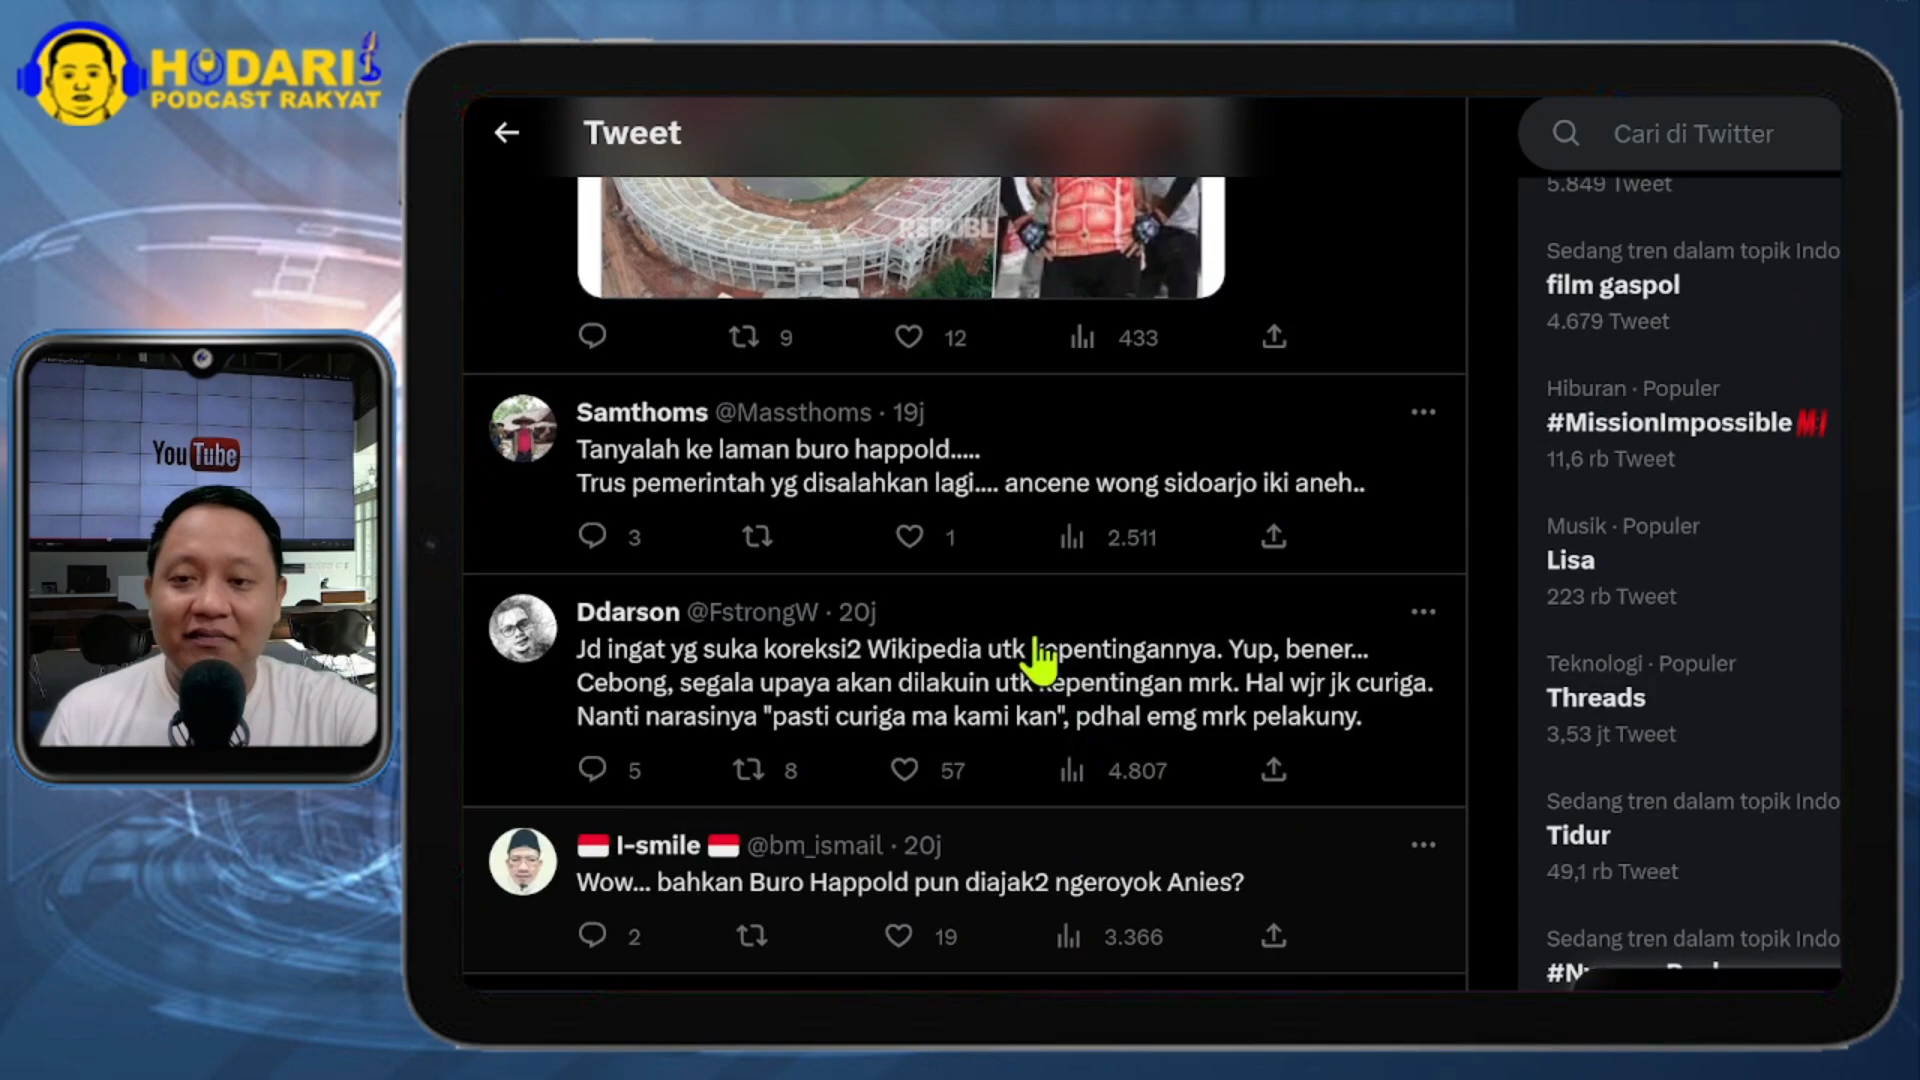 HODARI
PODCAST RAKYAT
YouTube
Tweet
REPUBL
9
12
433
Samthoms @Massthoms · 19j
Tanyalah ke laman buro happold.....
Trus pemerintah yg disalahkan lagi.... ancene wong sidoarjo iki aneh..
3
1
2.511
Ddarson @FstrongW · 20j
Jd ingat yg suka koreksi2 Wikipedia utk kepentingannya. Yup, bener...
Cebong, segala upaya akan dilakuin utk kepentingan mrk. Hal wjr jk curiga.
Nanti narasinya "pasti curiga ma kami kan", pdhal emg mrk pelakuny.
5
8
57
4.807
I-smile @bm_ismail · 20j
Wow... bahkan Buro Happold pun diajak2 ngeroyok Anies?
2
19
3.366
Cari di Twitter
5.849 Tweet
Sedang tren dalam topik Indo
film gaspol
4.679 Tweet
Hiburan · Populer
#MissionImpossible
11,6 rb Tweet
Musik · Populer
Lisa
223 rb Tweet
Teknologi · Populer
Threads
3,53 jt Tweet
Sedang tren dalam topik Indo
Tidur
49,1 rb Tweet
Sedang tren dalam topik Indo